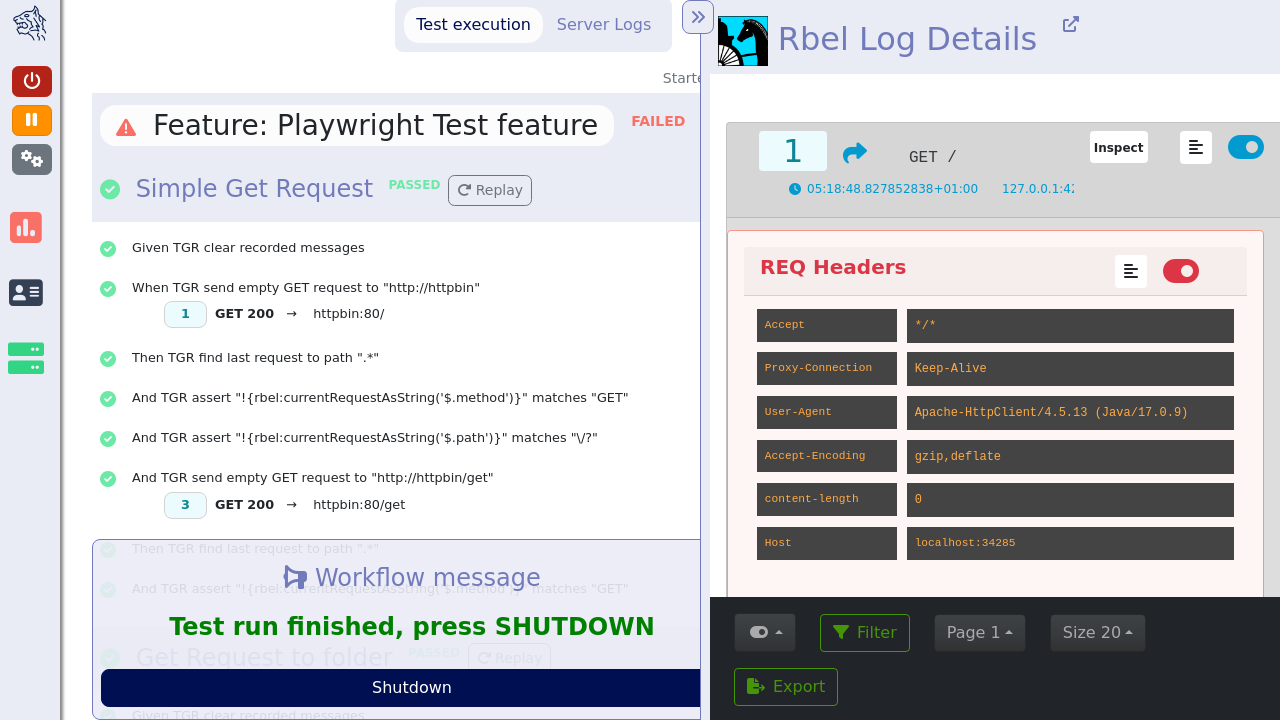 Test execution
Server Logs
Starte
Feature: Playwright Test feature
FAILED
Simple Get Request
PASSED
Replay
Given TGR clear recorded messages
When TGR send empty GET request to "http://httpbin"
1 GET 200 → httpbin:80/
Then TGR find last request to path ".*"
And TGR assert "!{rbel:currentRequestAsString('$.method')}" matches "GET"
And TGR assert "!{rbel:currentRequestAsString('$.path')}" matches "\/?"
And TGR send empty GET request to "http://httpbin/get"
3 GET 200 → httpbin:80/get
Then TGR find last request to path ".*"
Workflow message
And TGR assert "!{rbel:currentRequestAsString('$.method')}" matches "GET"
Test run finished, press SHUTDOWN
Get Request to folder
PASSED
Replay
Shutdown
Given TGR clear recorded messages
Rbel Log Details
1
GET /
Inspect
05:18:48.827852838+01:00
127.0.0.1:42
REQ Headers
Accept */*
Proxy-Connection Keep-Alive
User-Agent Apache-HttpClient/4.5.13 (Java/17.0.9)
Accept-Encoding gzip,deflate
content-length 0
Host localhost:34285
Filter
Page 1
Size 20
Export